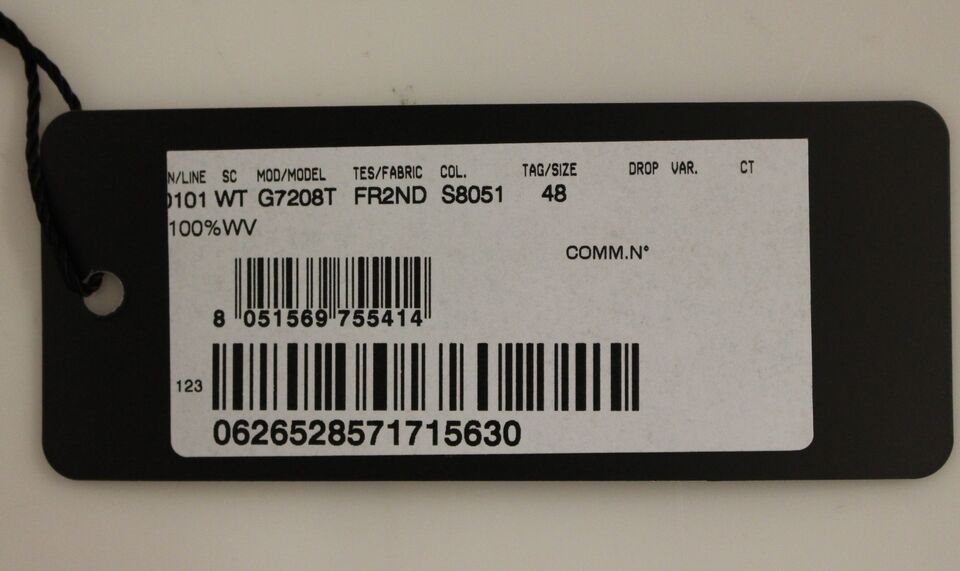 N/LINE SC MOD/MODEL TES/FABRIC COL. TAG/SIZE DROP VAR. CT
0101 WT G7208T FR2ND S8051 48
100%WV
COMM.N°
8 051569 755414
123
0626528571715630